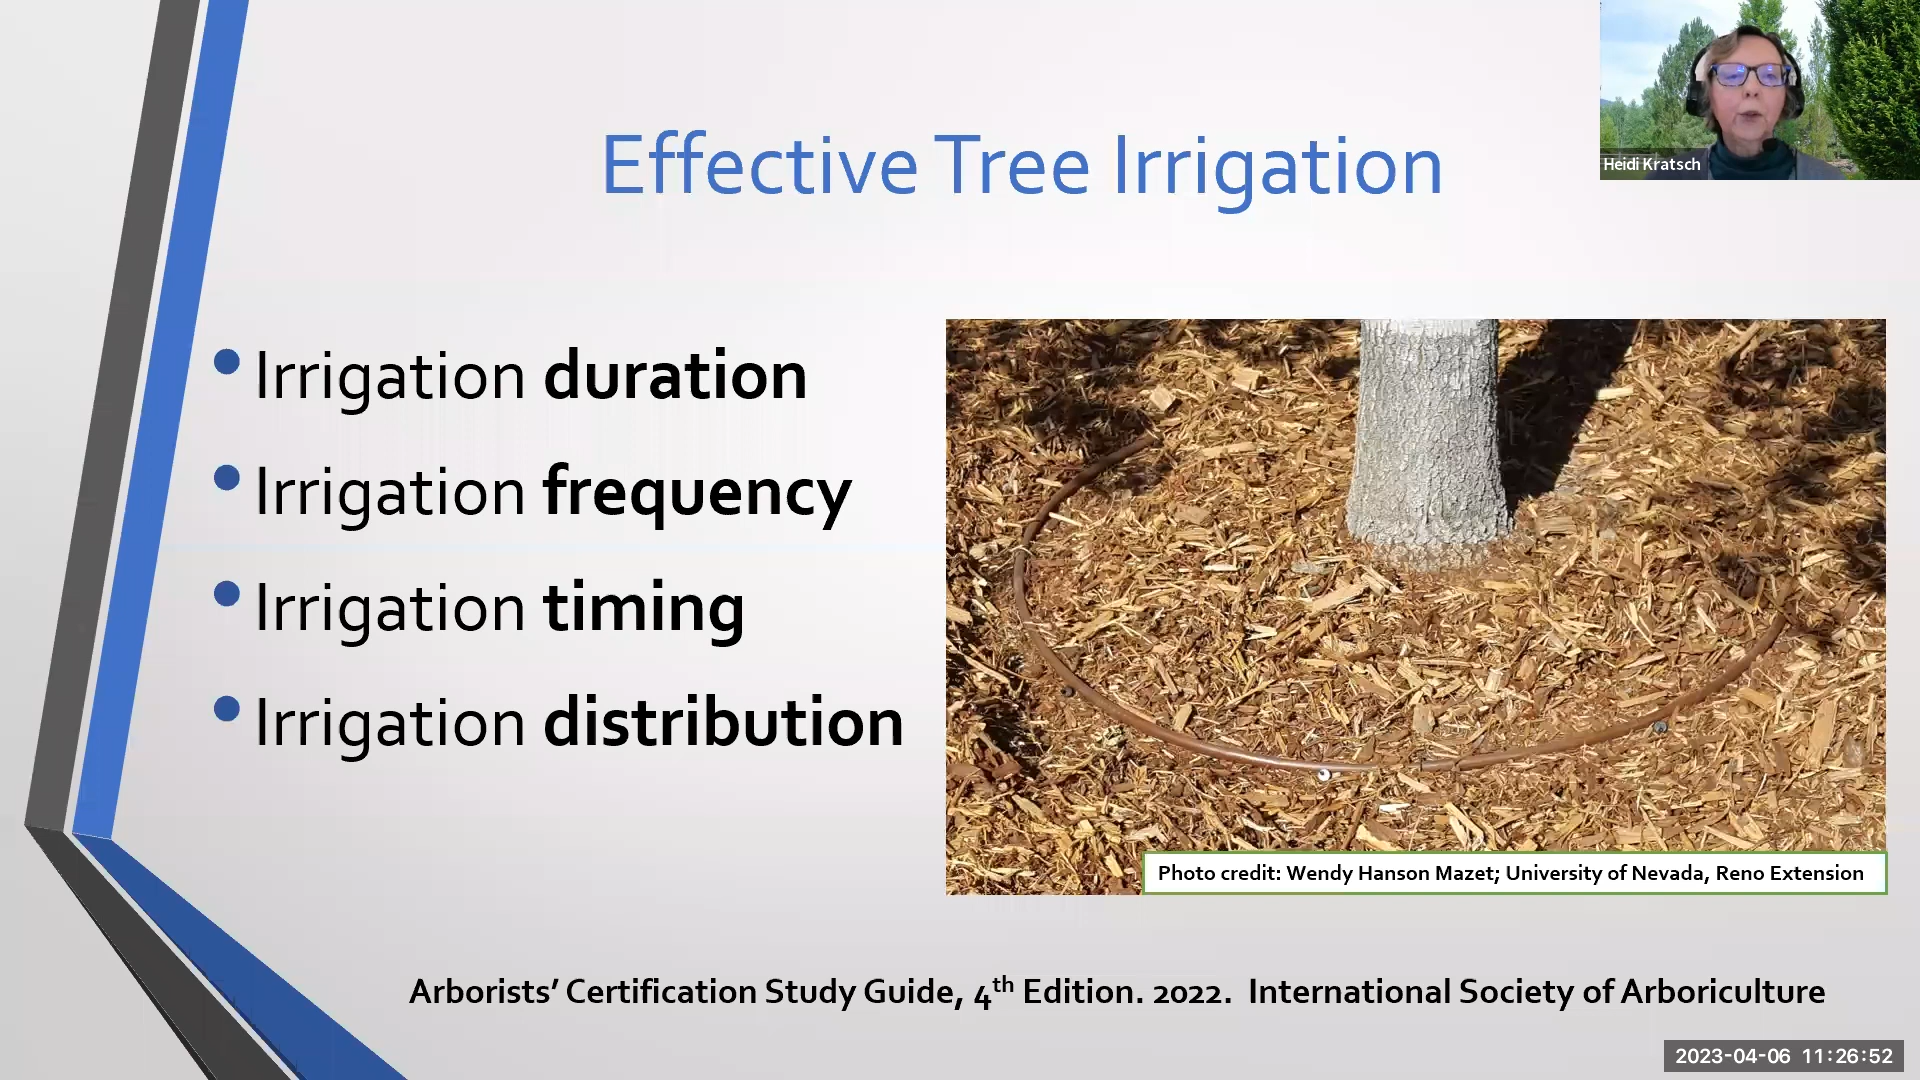 Effective Tree Irrigation
Heidi Kratsch
• Irrigation duration
• Irrigation frequency
• Irrigation timing
• Irrigation distribution
Photo credit: Wendy Hanson Mazet; University of Nevada, Reno Extension
Arborists’ Certification Study Guide, 4th Edition. 2022. International Society of Arboriculture
2023-04-06 11:26:52